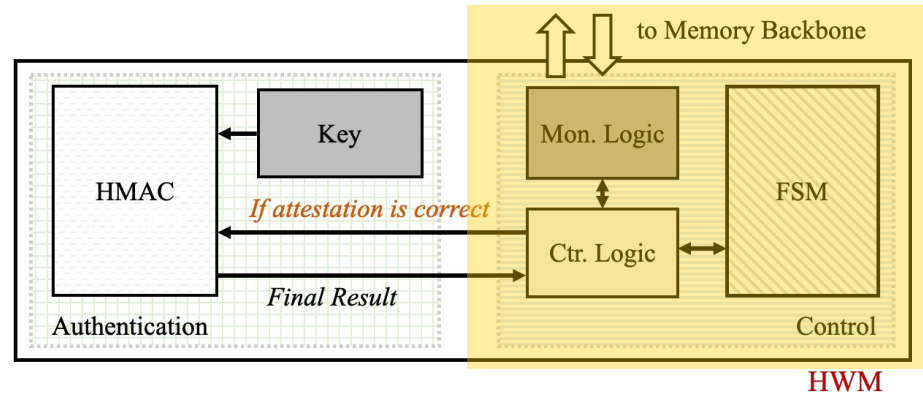 to Memory Backbone
Key
Mon. Logic
HMAC
FSM
If attestation is correct
Ctr. Logic
Final Result
Authentication
Control
HWM